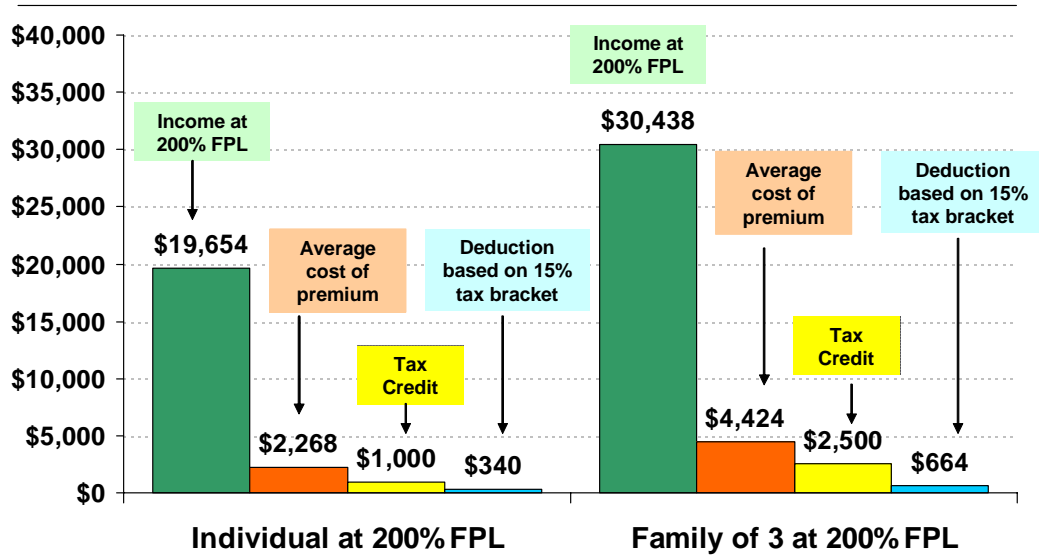 $40,000
$35,000
$30,000
$25,000
$20,000
$15,000
$10,000
$5,000
$0
Income at
200% FPL
$19,654
Average
cost of
premium
$2,268
Tax
Credit
$1,000
Deduction
based on 15%
tax bracket
$340
Individual at 200% FPL
Income at
200% FPL
$30,438
Average
cost of
premium
$4,424
Tax
Credit
$2,500
Deduction
based on 15%
tax bracket
$664
Family of 3 at 200% FPL